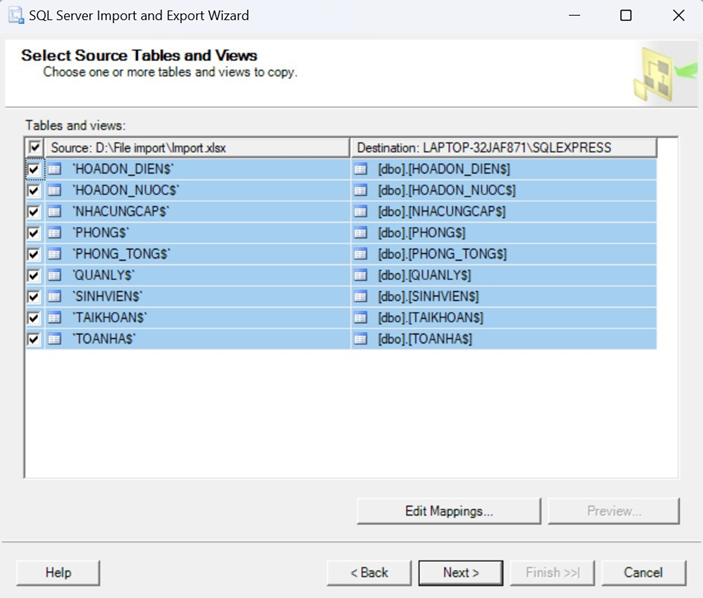 SQL Server Import and Export Wizard
Select Source Tables and Views
Choose one or more tables and views to copy.
Tables and views:
Source: D:\File import\Import.xlsx Destination: LAPTOP-32JAF871\SQLEXPRESS
`HOADON_DIEN$` [dbo].[HOADON_DIEN$]
`HOADON_NUOC$` [dbo].[HOADON_NUOC$]
`NHACUNGCAP$` [dbo].[NHACUNGCAP$]
`PHONG$` [dbo].[PHONG$]
`PHONG_TONG$` [dbo].[PHONG_TONG$]
`QUANLY$` [dbo].[QUANLY$]
`SINHVIEN$` [dbo].[SINHVIEN$]
`TAIKHOAN$` [dbo].[TAIKHOAN$]
`TOANHA$` [dbo].[TOANHA$]
Edit Mappings... Preview...
Help < Back Next > Finish >>| Cancel